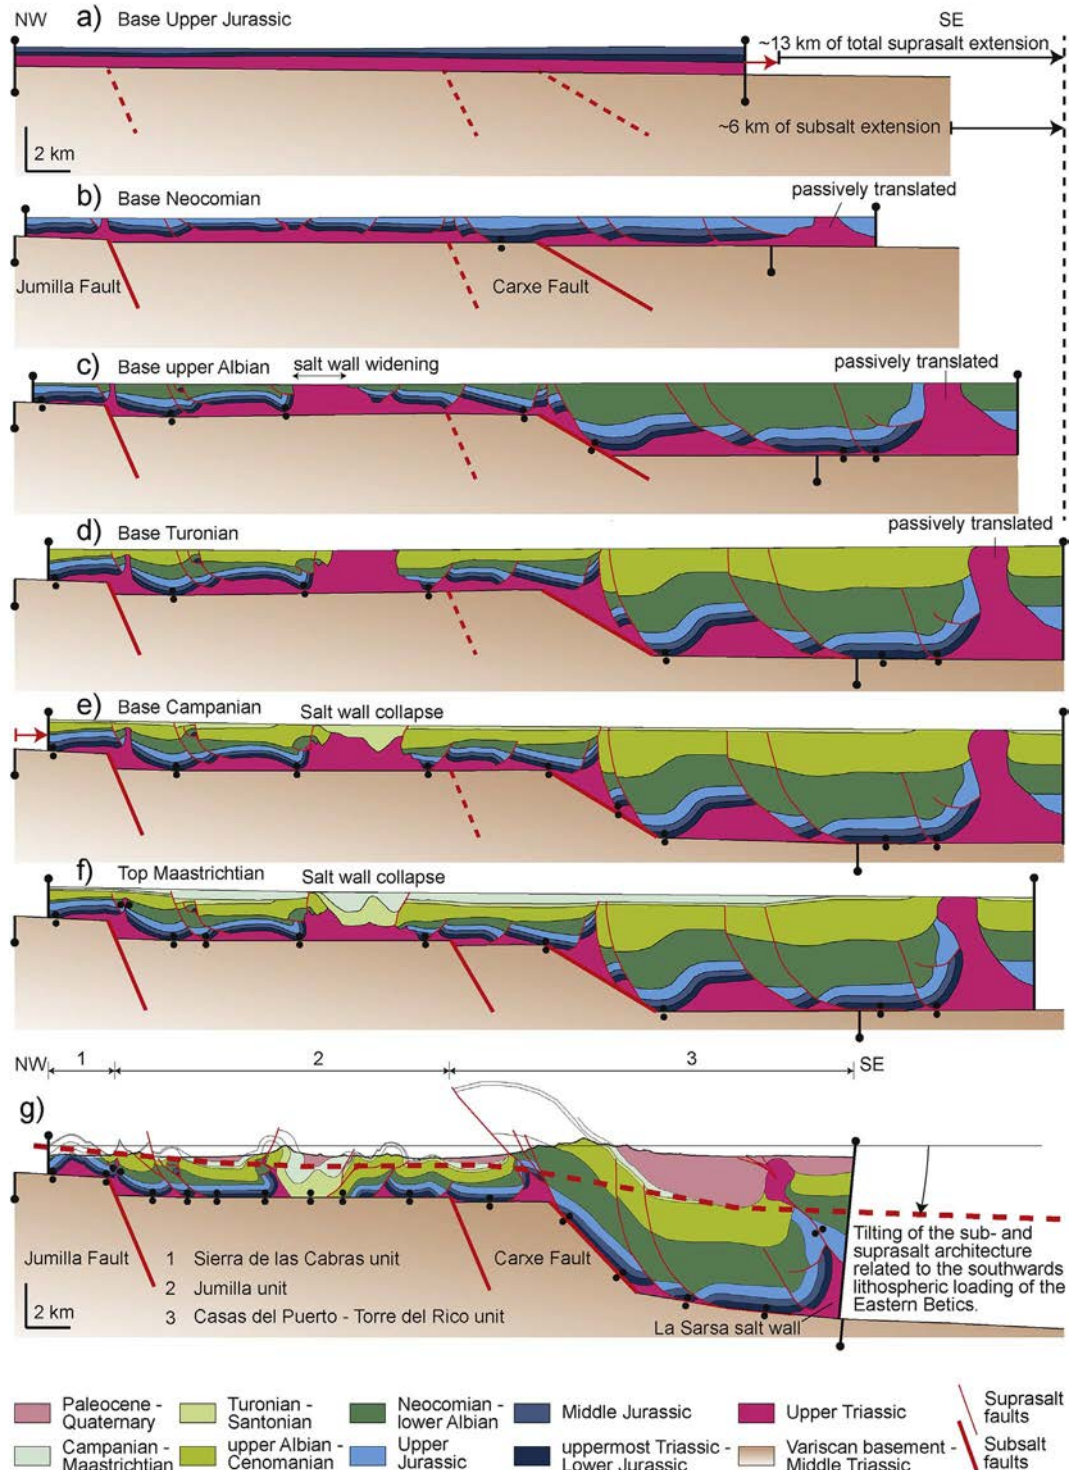 NW
a) Base Upper Jurassic
SE
~13 km of total suprasalt extension
~6 km of subsalt extension
2 km
b) Base Neocomian
passively translated
Jumilla Fault
Carxe Fault
c) Base upper Albian
salt wall widening
passively translated
d) Base Turonian
passively translated
e) Base Campanian
Salt wall collapse
f) Top Maastrichtian
Salt wall collapse
NW
1
2
3
SE
g)
Jumilla Fault
1 Sierra de las Cabras unit
2 Jumilla unit
3 Casas del Puerto - Torre del Rico unit
Carxe Fault
2 km
La Sarsa salt wall
Tilting of the sub- and
suprasalt architecture
related to the southwards
lithospheric loading of the
Eastern Betics.
Paleocene -
Quaternary
Turonian -
Santonian
Neocomian -
lower Albian
Middle Jurassic
Upper Triassic
Suprasalt
faults
Campanian -
Maastrichtian
upper Albian -
Cenomanian
Upper
Jurassic
uppermost Triassic -
Lower Jurassic
Variscan basement -
Middle Triassic
Subsalt
faults